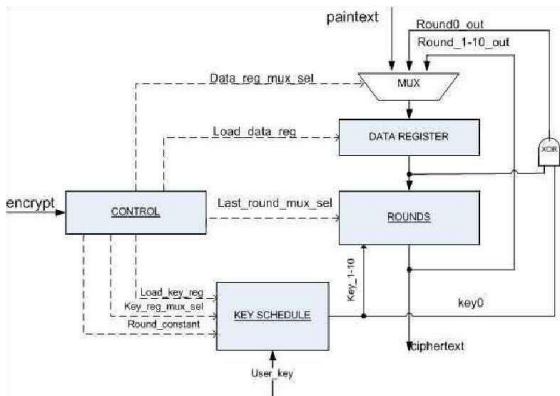 paintext
Round0_out
Round_1-10_out
Data_reg_mux_sel
MUX
Load_data_reg
DATA REGISTER
XOR
encrypt
CONTROL
Last_round_mux_sel
ROUNDS
Key_1-10
Load_key_reg
Key_reg_mux_sel
Round_constant
KEY SCHEDULE
key0
ciphertext
User_key